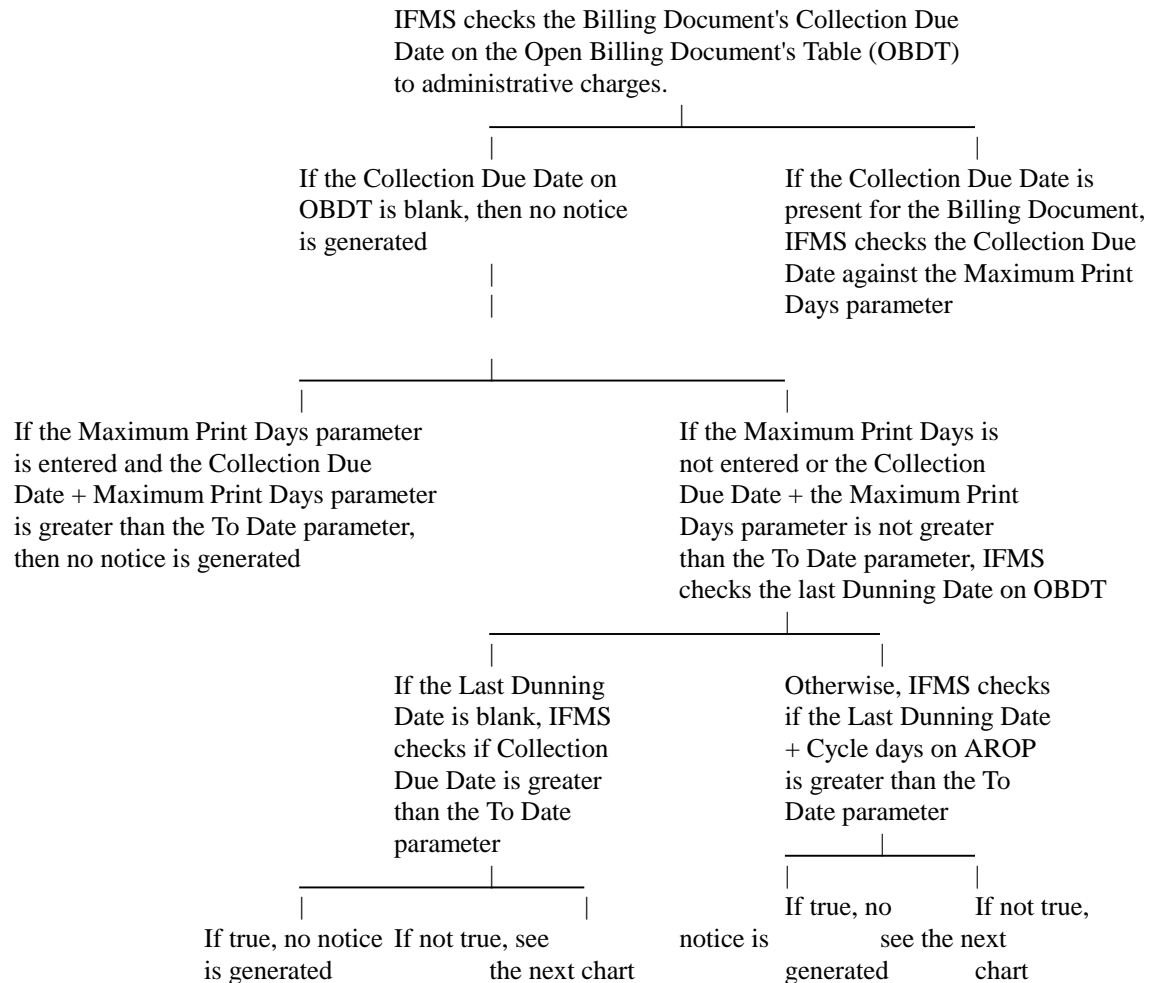 IFMS checks the Billing Document's Collection Due
Date on the Open Billing Document's Table (OBDT)
to administrative charges.
If the Collection Due Date on
OBDT is blank, then no notice
is generated
If the Collection Due Date is
present for the Billing Document,
IFMS checks the Collection Due
Date against the Maximum Print
Days parameter
If the Maximum Print Days parameter
is entered and the Collection Due
Date + Maximum Print Days parameter
is greater than the To Date parameter,
then no notice is generated
If the Maximum Print Days is
not entered or the Collection
Due Date + the Maximum Print
Days parameter is not greater
than the To Date parameter, IFMS
checks the last Dunning Date on OBDT
If the Last Dunning
Date is blank, IFMS
checks if Collection
Due Date is greater
than the To Date
parameter
Otherwise, IFMS checks
if the Last Dunning Date
+ Cycle days on AROP
is greater than the To
Date parameter
If true, no notice
is generated
If not true, see
the next chart
If true, no
notice is
generated
If not true,
see the next
chart